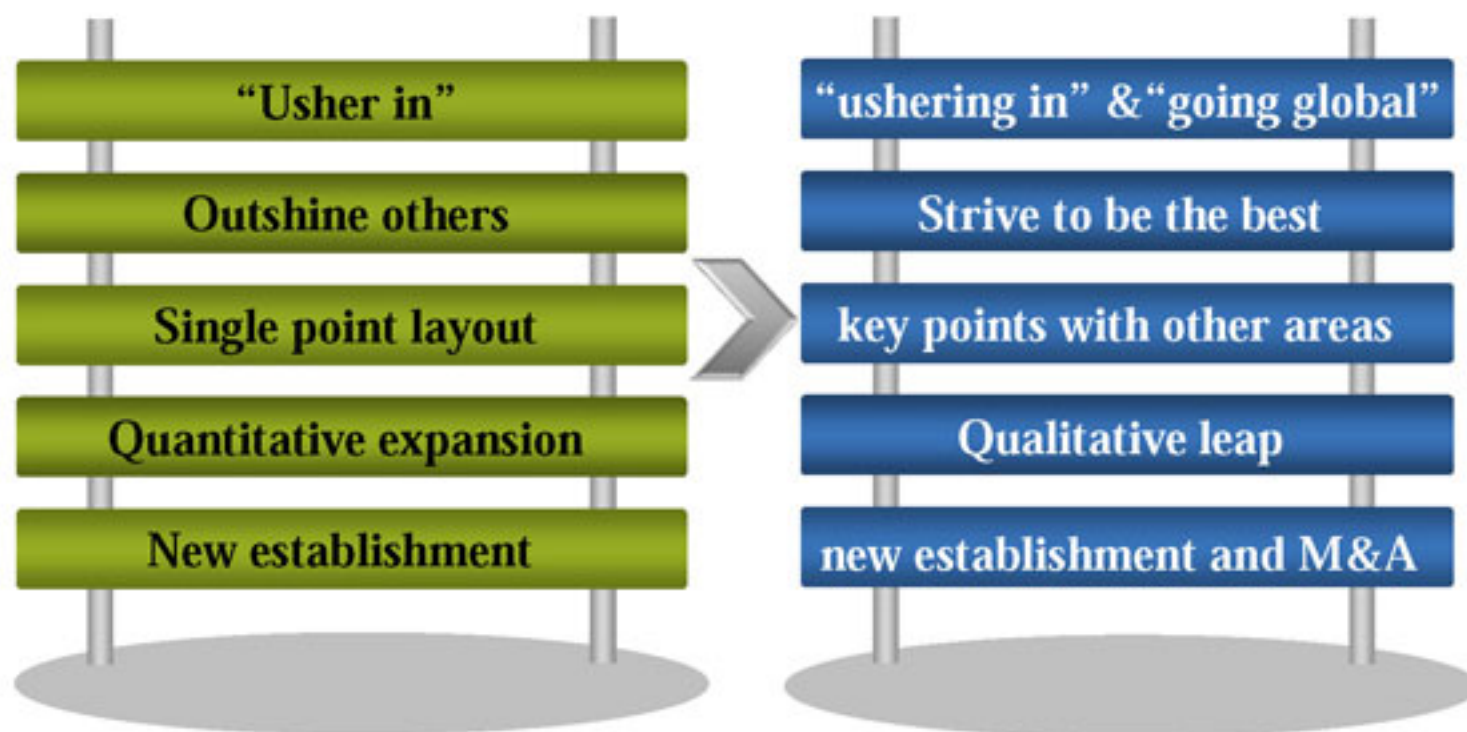 “Usher in”
Outshine others
Single point layout
Quantitative expansion
New establishment
“ushering in” &“going global”
Strive to be the best
key points with other areas
Qualitative leap
new establishment and M&A